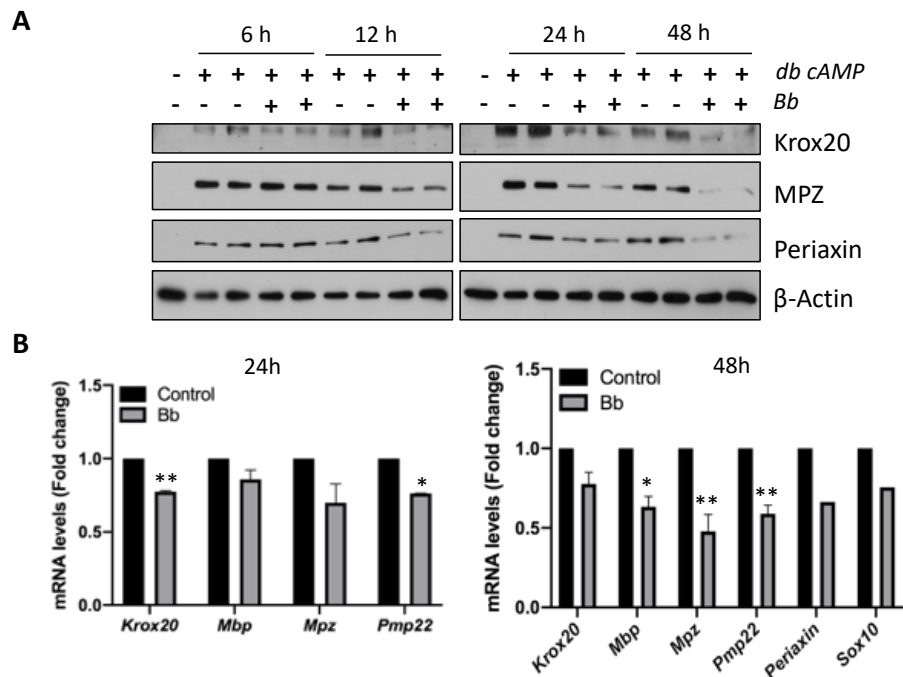 A
6 h 12 h 24 h 48 h
- + + + + + + + + - + + + + + + + + db cAMP
- - - + + - - + + - - - + + - - + + Bb
Krox20
MPZ
Periaxin
β-Actin
B
24h
mRNA levels (Fold change)
1.5
1.0
0.5
0.0
Control
Bb
** *
Krox20 Mbp Mpz Pmp22
48h
mRNA levels (Fold change)
1.5
1.0
0.5
0.0
Control
Bb
* ** **
Krox20 Mbp Mpz Pmp22 Periaxin Sox10